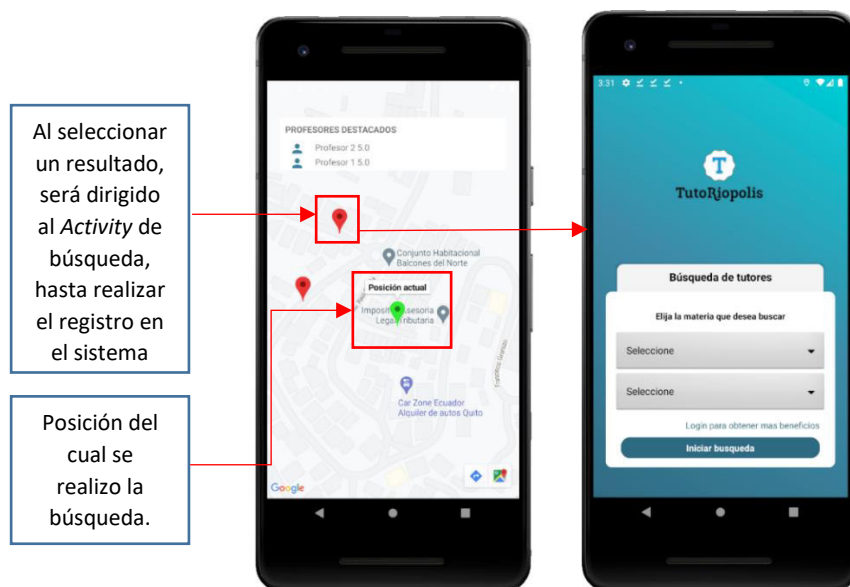 Al seleccionar
un resultado,
será dirigido
al Activity de
búsqueda,
hasta realizar
el registro en
el sistema
Posición del
cual se
realizo la
búsqueda.
PROFESORES DESTACADOS
Profesor 2 5.0
Profesor 1 5.0
Conjunto Habitacional
Balcones del Norte
Posición actual
Car Zone Ecuador
Alquiler de autos Quito
Google
3:31
T
TutoRiopolis
Búsqueda de tutores
Elija la materia que desea buscar
Seleccione
Seleccione
Login para obtener mas beneficios
Iniciar busqueda